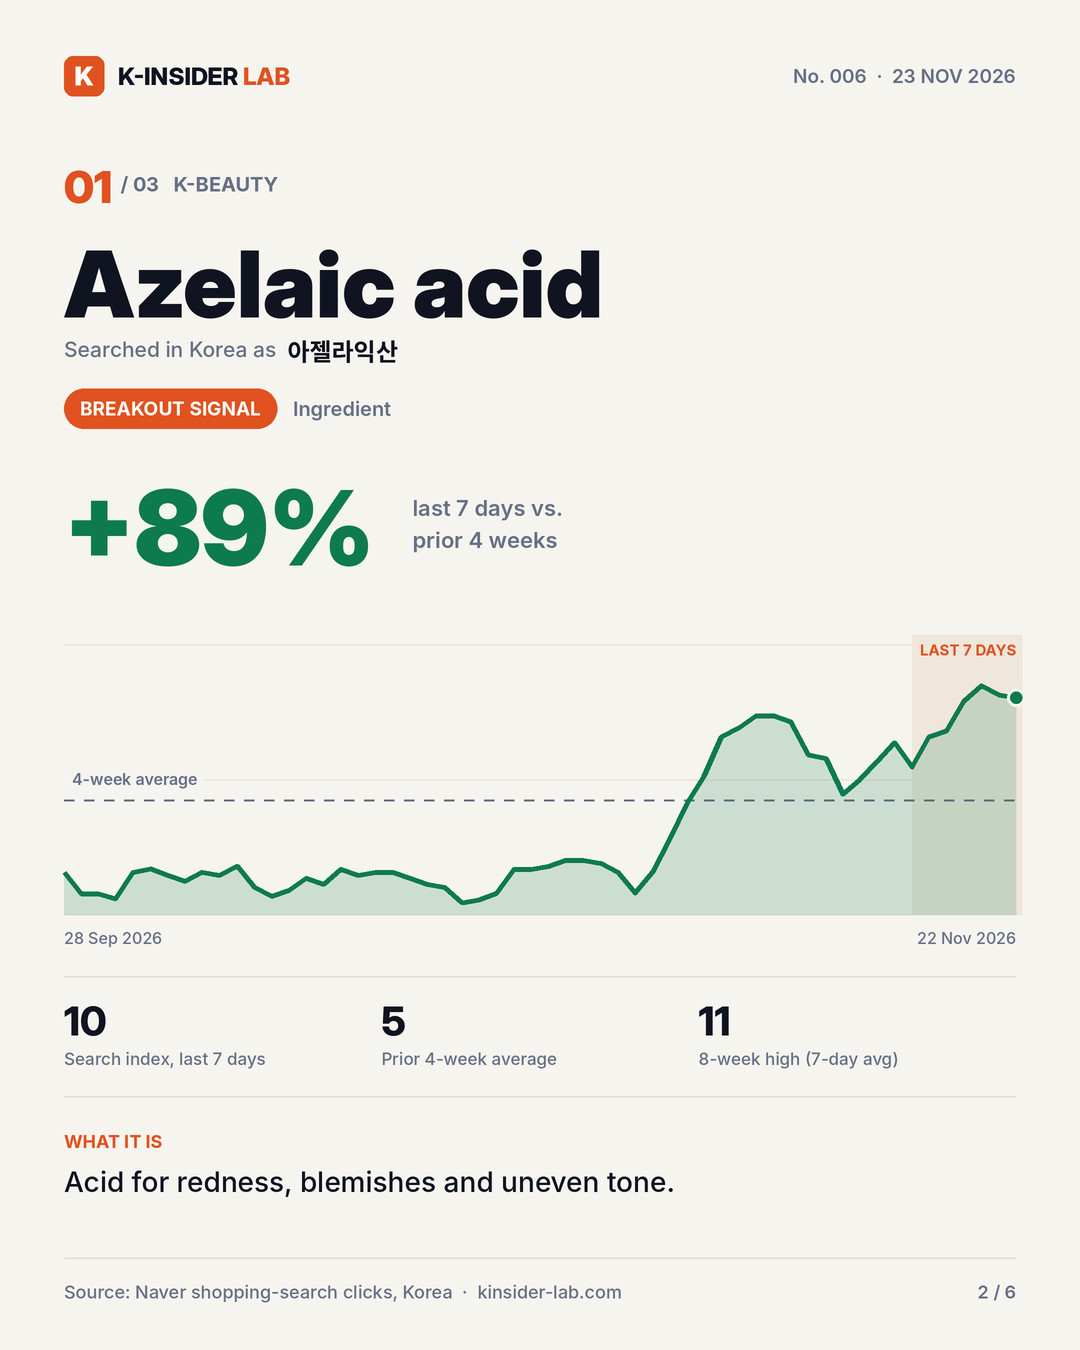 K K-INSIDER LAB
No. 006 · 23 NOV 2026
01 / 03 K-BEAUTY
Azelaic acid
Searched in Korea as 아젤라익산
BREAKOUT SIGNAL Ingredient
+89%
last 7 days vs.
prior 4 weeks
LAST 7 DAYS
4-week average
28 Sep 2026
22 Nov 2026
10
Search index, last 7 days
5
Prior 4-week average
11
8-week high (7-day avg)
WHAT IT IS
Acid for redness, blemishes and uneven tone.
Source: Naver shopping-search clicks, Korea · kinsider-lab.com
2 / 6